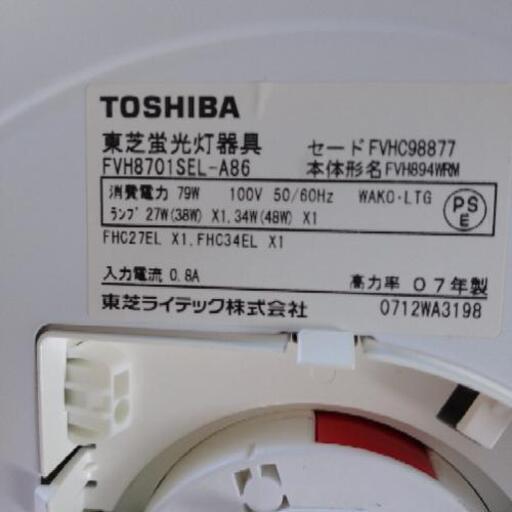 TOSHIBA
東芝蛍光灯器具 セードFVHC98877
FVH8701SEL-A86 本体形名FVH894WRM
消費電力 79W 100V 50/60Hz WAKO・LTG
ランプ 27W(38W) X1,34W(48W) X1
PS
E
FHC27EL X1,FHC34EL X1
入力電流 0.8A 高力率 07年製
東芝ライテック株式会社 0712WA3198